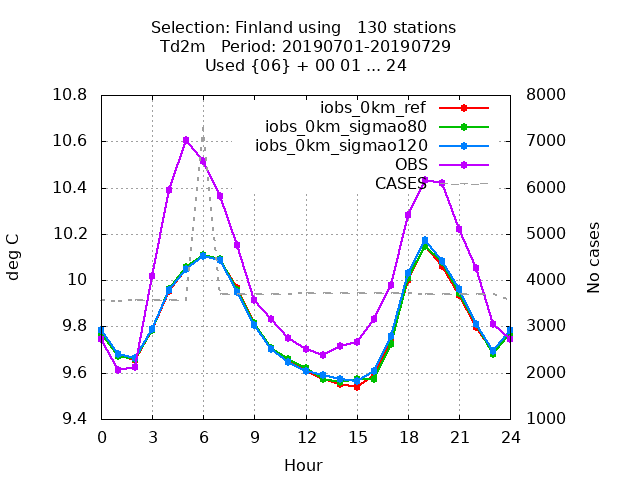 Selection: Finland using   130 stations
Td2m   Period: 20190701-20190729
Used {06} + 00 01 ... 24
10.8
10.6
10.4
10.2
10
9.8
9.6
9.4
deg C
8000
7000
6000
5000
4000
3000
2000
1000
No cases
iobs_0km_ref
iobs_0km_sigmao80
iobs_0km_sigmao120
OBS
CASES
0 3 6 9 12 15 18 21 24
Hour